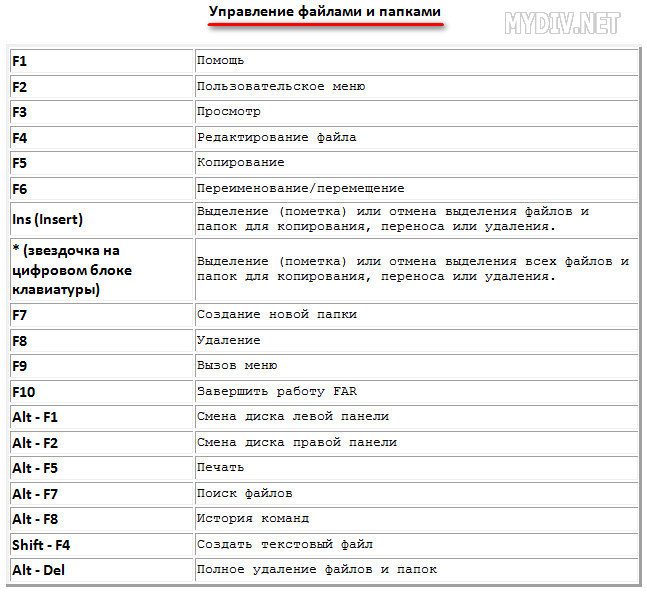 Управление файлами и папками
MYDIV.NET
F1 Помощь
F2 Пользовательское меню
F3 Просмотр
F4 Редактирование файла
F5 Копирование
F6 Переименование/перемещение
Ins (Insert) Выделение (пометка) или отмена выделения файлов и
папок для копирования, переноса или удаления.
* (звездочка на
цифровом блоке
клавиатуры)
Выделение (пометка) или отмена выделения всех файлов и
папок для копирования, переноса или удаления.
F7 Создание новой папки
F8 Удаление
F9 Вызов меню
F10 Завершить работу FAR
Alt - F1 Смена диска левой панели
Alt - F2 Смена диска правой панели
Alt - F5 Печать
Alt - F7 Поиск файлов
Alt - F8 История команд
Shift - F4 Создать текстовый файл
Alt - Del Полное удаление файлов и папок